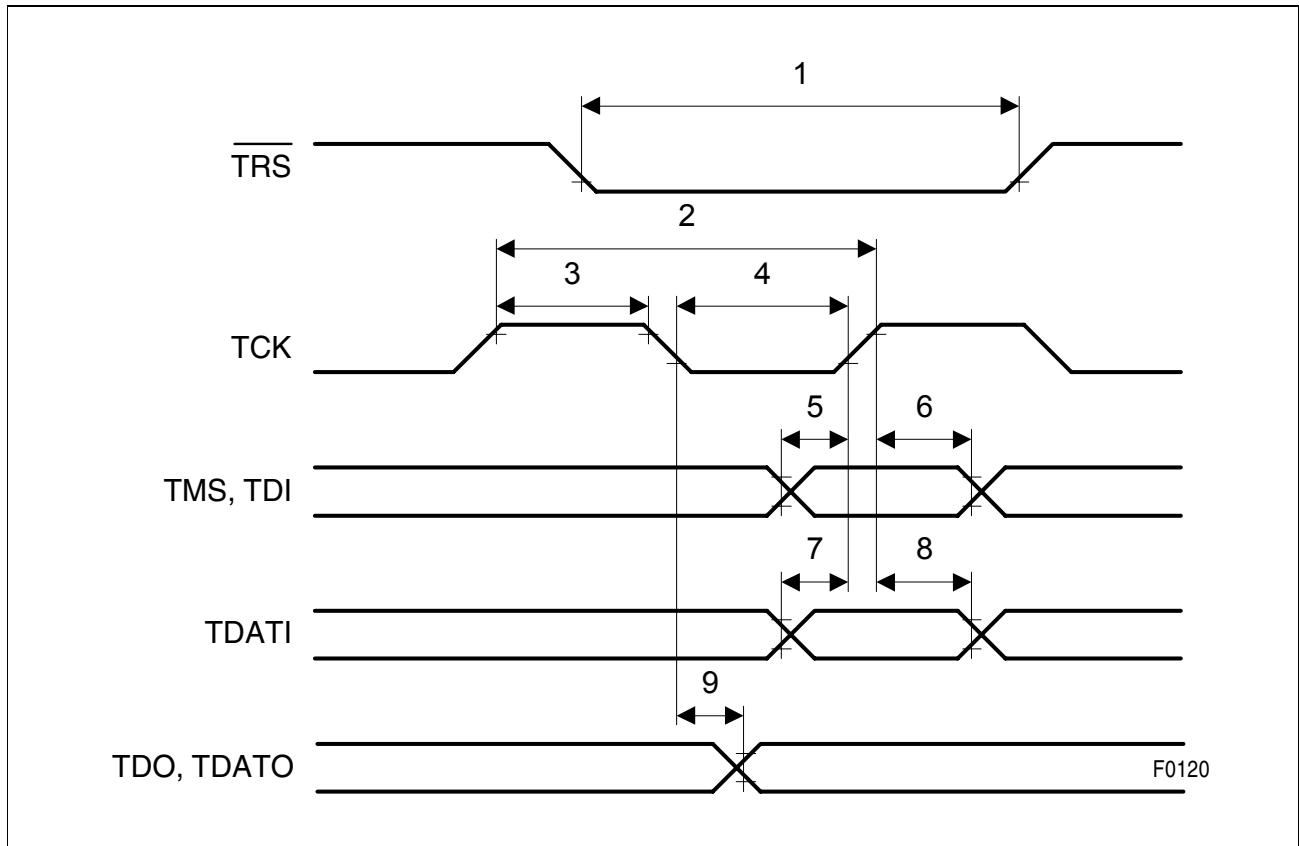 1
TRS
2
3 4
TCK
5 6
TMS, TDI
7 8
TDATI
9
TDO, TDATO
F0120